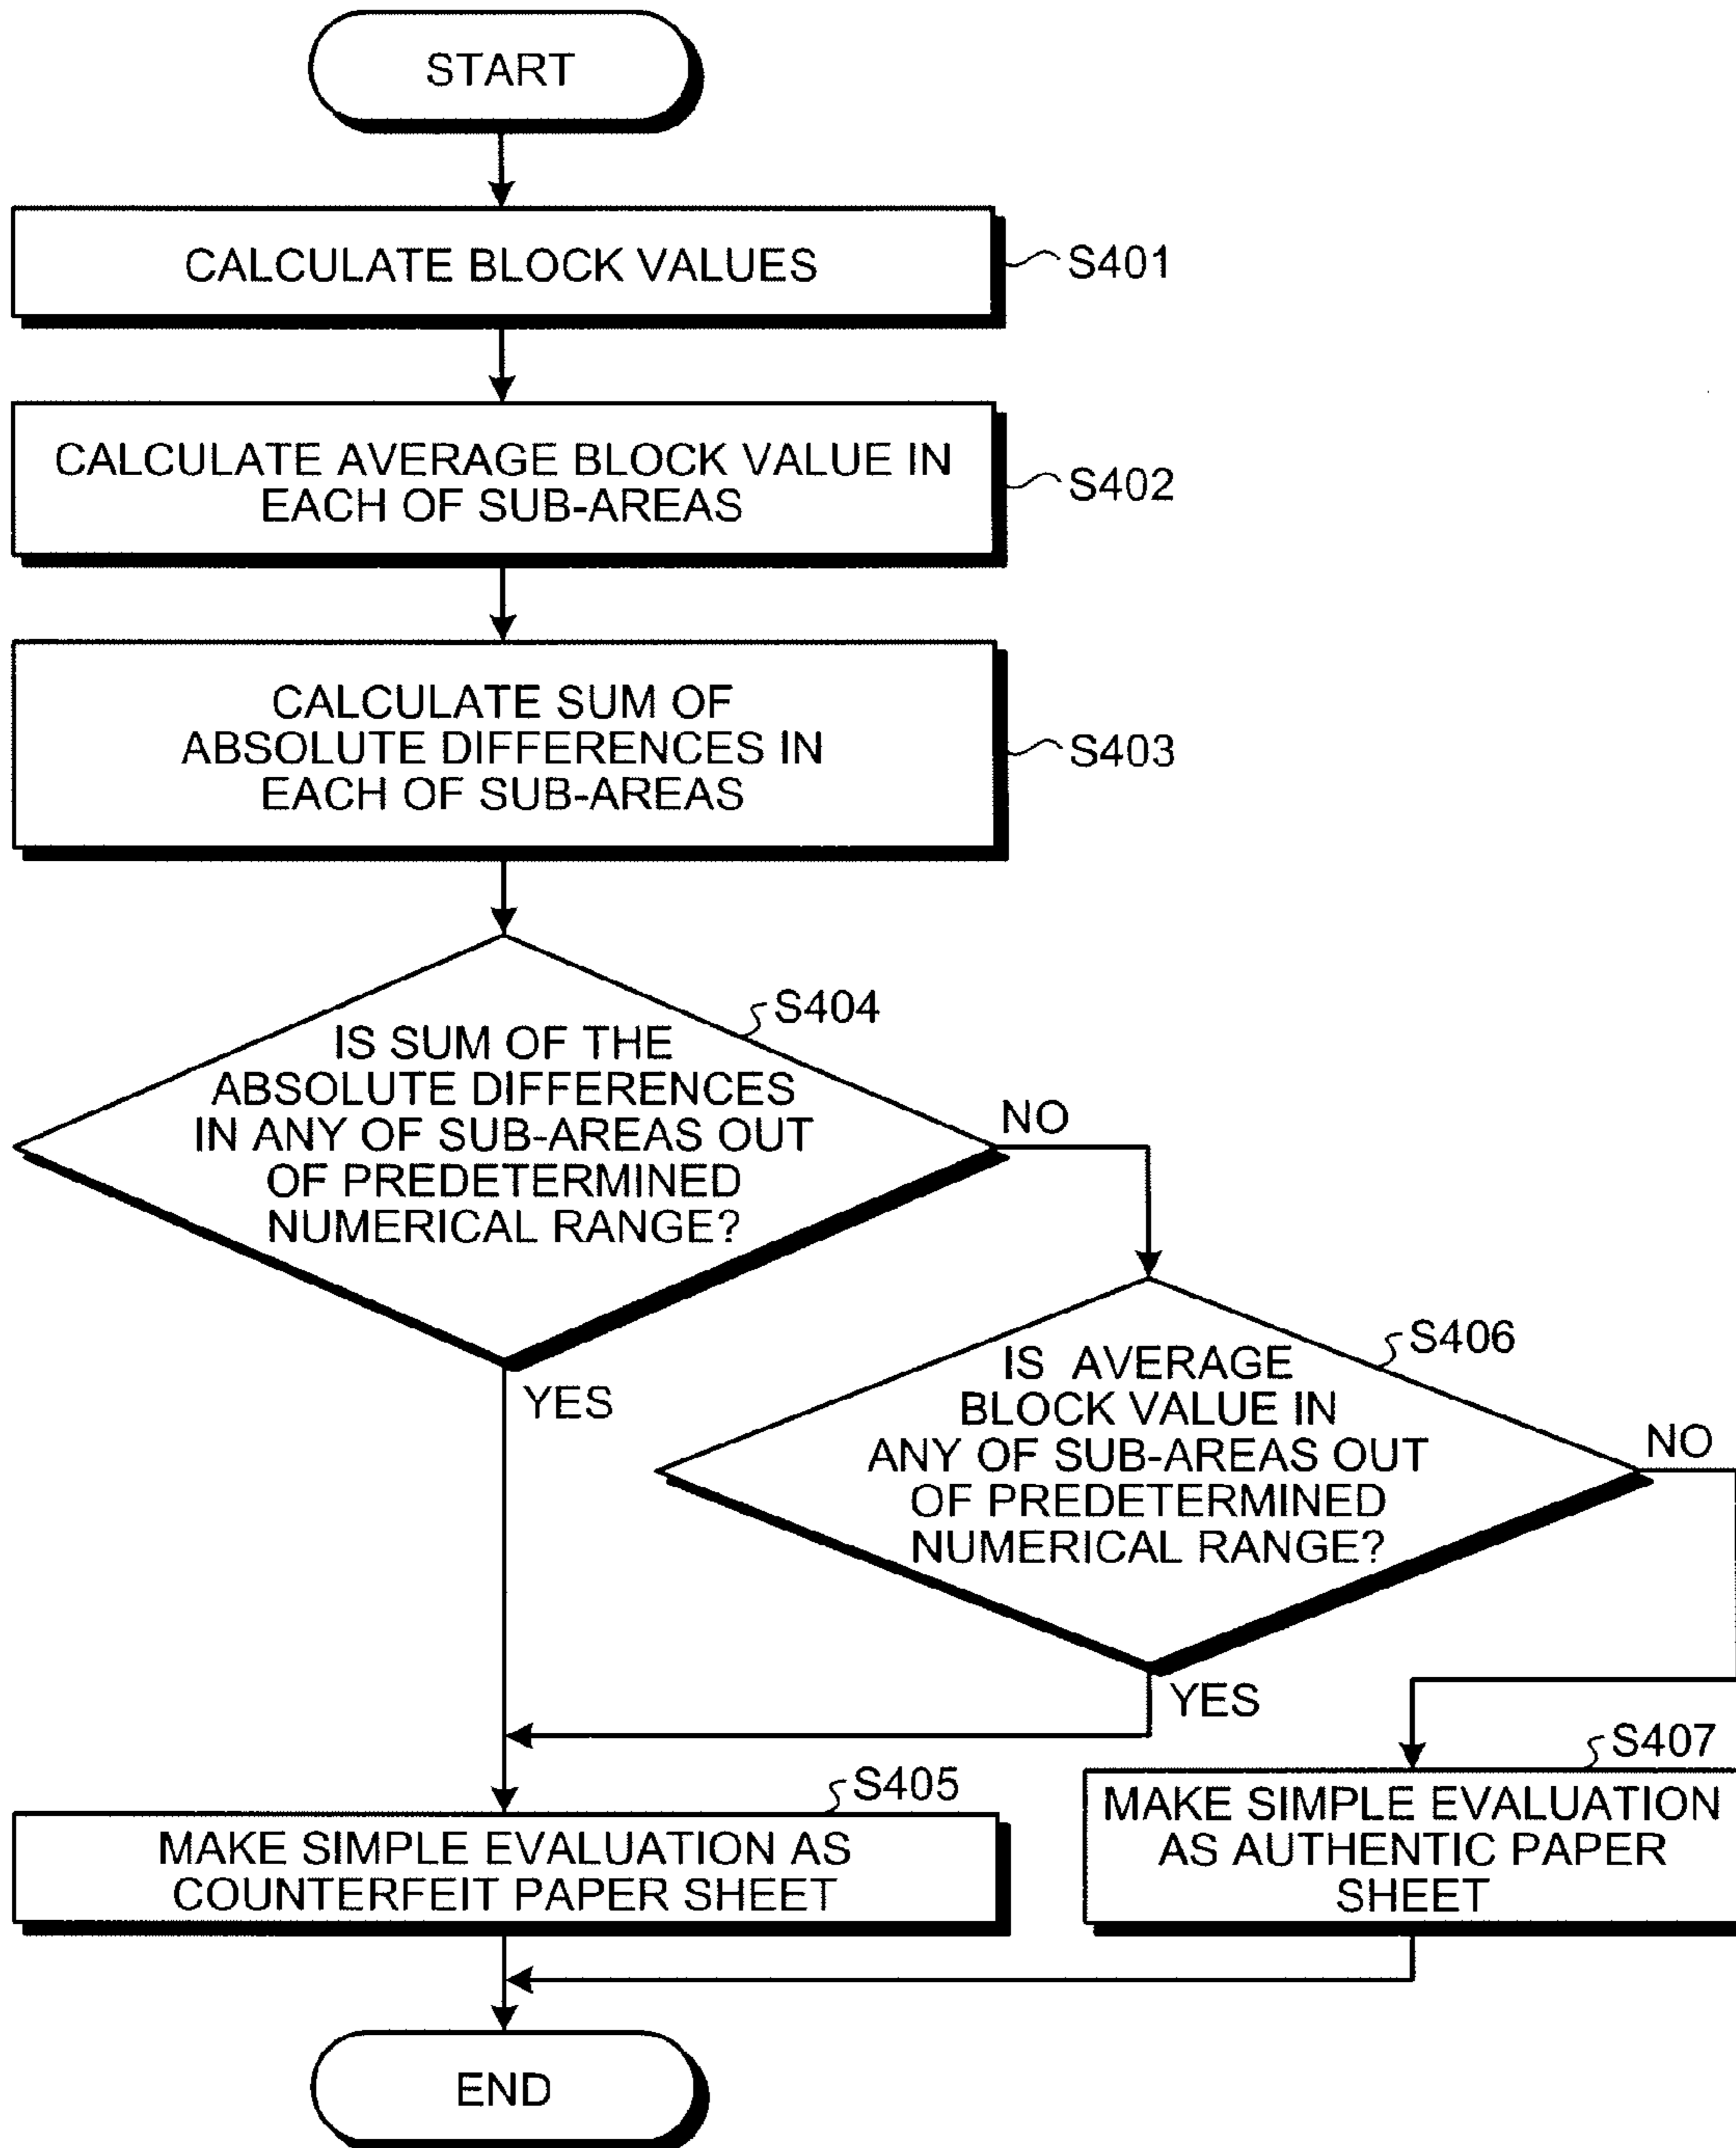 START
CALCULATE BLOCK VALUES
S401
CALCULATE AVERAGE BLOCK VALUE IN
EACH OF SUB-AREAS
S402
CALCULATE SUM OF
ABSOLUTE DIFFERENCES IN
EACH OF SUB-AREAS
S403
S404
IS SUM OF THE
ABSOLUTE DIFFERENCES
IN ANY OF SUB-AREAS OUT
OF PREDETERMINED
NUMERICAL RANGE?
NO
YES
S406
IS AVERAGE
BLOCK VALUE IN
ANY OF SUB-AREAS OUT
OF PREDETERMINED
NUMERICAL RANGE?
NO
YES
S405
MAKE SIMPLE EVALUATION AS
COUNTERFEIT PAPER SHEET
S407
MAKE SIMPLE EVALUATION
AS AUTHENTIC PAPER
SHEET
END